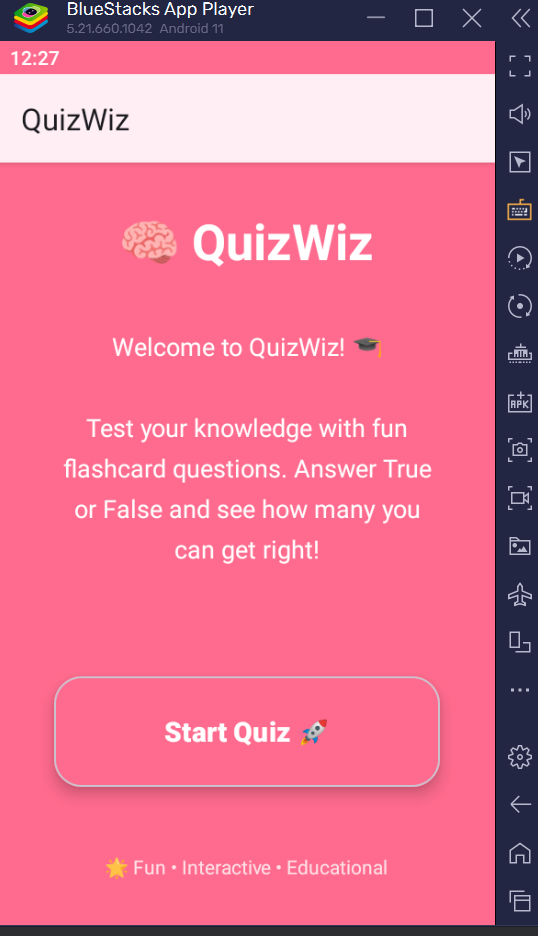 BlueStacks App Player
5.21.660.1042 Android 11
12:27
QuizWiz
🧠 QuizWiz
Welcome to QuizWiz! 🎓
Test your knowledge with fun
flashcard questions. Answer True
or False and see how many you
can get right!
Start Quiz 🚀
🌟 Fun • Interactive • Educational
APK